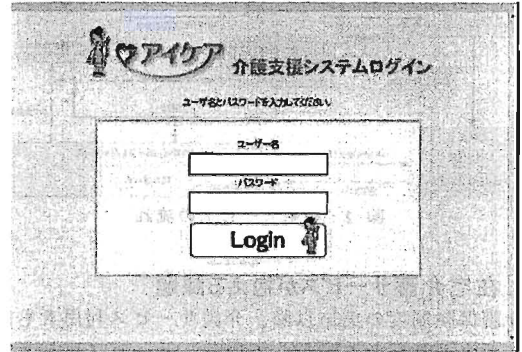 アイケア 介護支援システムログイン
ユーザ名とパスワードを入力してください。
ユーザー名
パスワード
Login